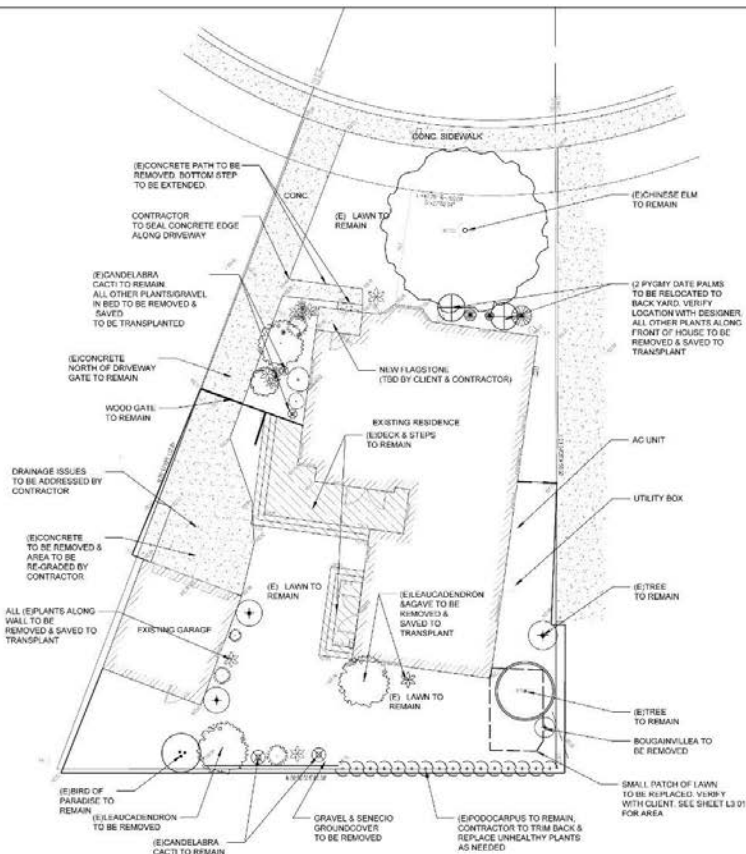 CONC. SIDEWALK
(E)CONCRETE PATH TO BE
REMOVED. BOTTOM STEP
TO BE EXTENDED.
CONC.
(E) LAWN TO
REMAIN
(E)CHINESE ELM
TO REMAIN
CONTRACTOR
TO SEAL CONCRETE EDGE
ALONG DRIVEWAY
(E)CANDELABRA
CACTI TO REMAIN.
ALL OTHER PLANTS/GRAVEL
IN BED TO BE REMOVED &
SAVED
TO BE TRANSPLANTED
(2 PYGMY DATE PALMS
TO BE RELOCATED TO
BACK YARD. VERIFY
LOCATION WITH DESIGNER.
ALL OTHER PLANTS ALONG
FRONT OF HOUSE TO BE
REMOVED & SAVED TO
TRANSPLANT
(E)CONCRETE
NORTH OF DRIVEWAY
GATE TO REMAIN
NEW FLAGSTONE
(TBD BY CLIENT & CONTRACTOR)
WOOD GATE
TO REMAIN
EXISTING RESIDENCE
(E)DECK & STEPS
TO REMAIN
AC UNIT
DRAINAGE ISSUES
TO BE ADDRESSED BY
CONTRACTOR
UTILITY BOX
(E)CONCRETE
TO BE REMOVED &
AREA TO BE
RE-GRADED BY
CONTRACTOR
(E) LAWN TO
REMAIN
(E)LEAUCADENDRON
&AGAVE TO BE
REMOVED &
SAVED TO
TRANSPLANT
(E)TREE
TO REMAIN
ALL (E)PLANTS ALONG
WALL TO BE
REMOVED & SAVED TO
TRANSPLANT
EXISTING GARAGE
(E) LAWN TO
REMAIN
(E)TREE
TO REMAIN
BOUGAINVILLEA TO
BE REMOVED
SMALL PATCH OF LAWN
TO BE REPLACED. VERIFY
WITH CLIENT. SEE SHEET L3.01
FOR AREA
(E)BIRD OF
PARADISE TO
REMAIN
(E)LEAUCADENDRON
TO BE REMOVED
(E)CANDELABRA
CACTI TO REMAIN
GRAVEL & SENECIO
GROUNDCOVER
TO BE REMOVED
(E)PODOCARPUS TO REMAIN,
CONTRACTOR TO TRIM BACK &
REPLACE UNHEALTHY PLANTS
AS NEEDED